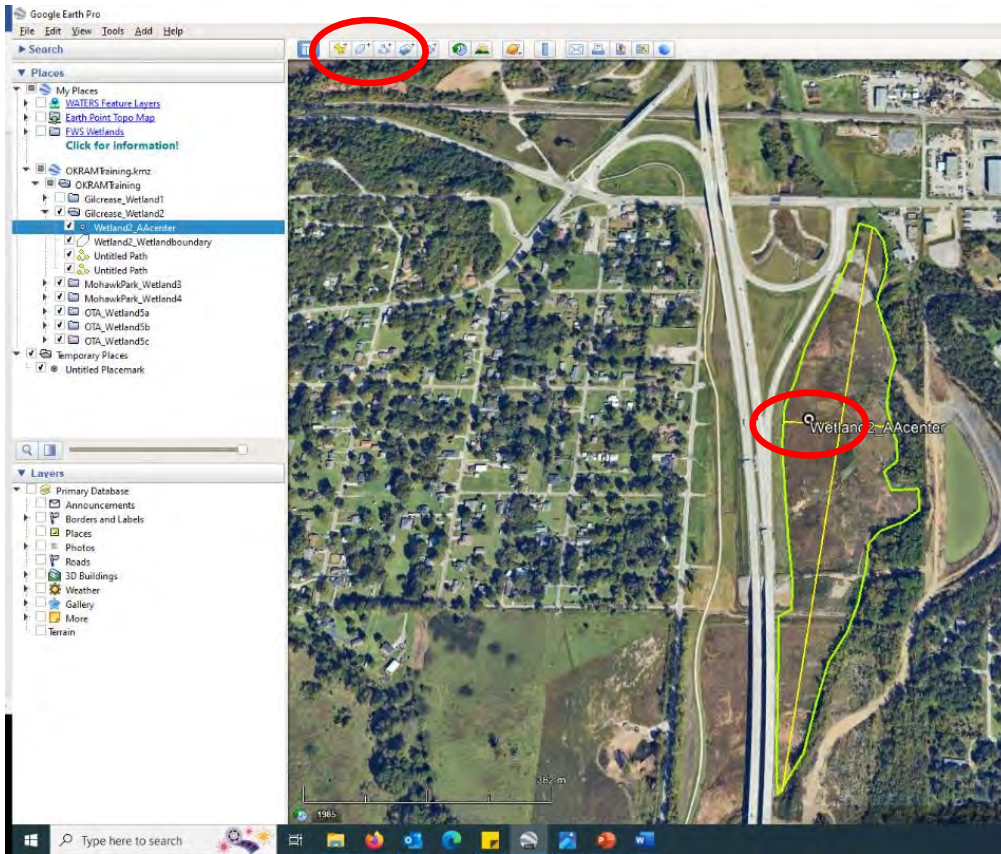 Google Earth Pro
File Edit View Tools Add Help
Search
Places
My Places
WATERS Feature Layers
Earth Point Topo Map
FWS Wetlands
Click for information!
OKRAMTraining.kmz
OKRAMTraining
Gilcrease_Wetland1
Gilcrease_Wetland2
Wetland2_AAcenter
Wetland2_Wetlandboundary
Untitled Path
Untitled Path
MohawkPark_Wetland3
MohawkPark_Wetland4
OTA_Wetland5a
OTA_Wetland5b
OTA_Wetland5c
Temporary Places
Untitled Placemark
Layers
Primary Database
Announcements
Borders and Labels
Places
Photos
Roads
3D Buildings
Weather
Gallery
More
Terrain
Wetland2_AAcenter
382 m
1985
Type here to search